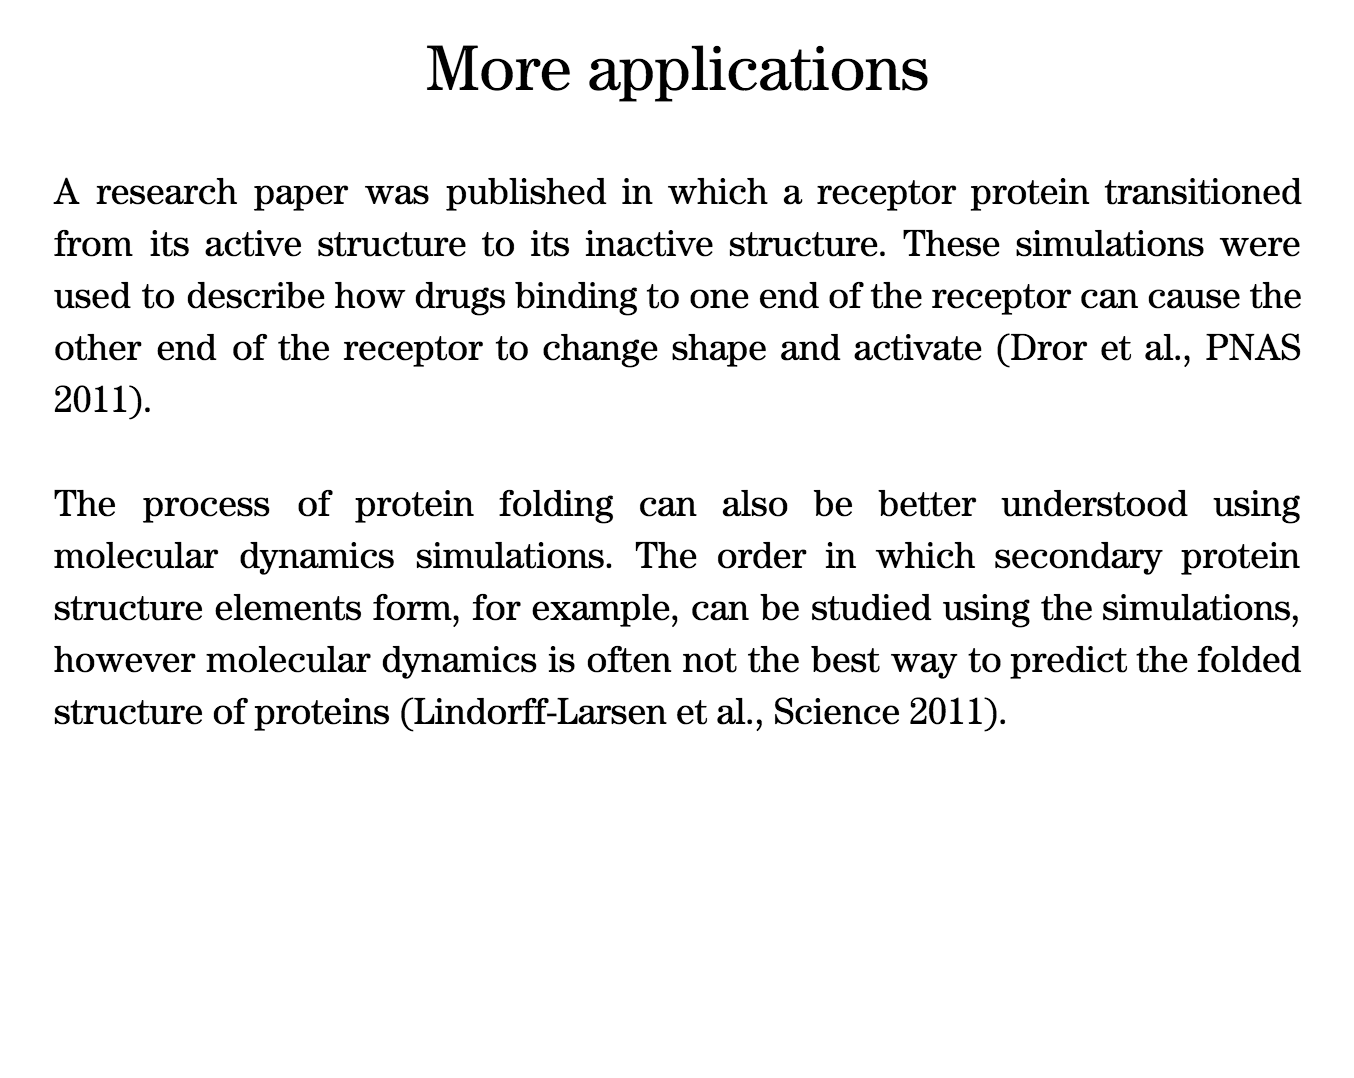 More applications
A research paper was published in which a receptor protein transitioned
from its active structure to its inactive structure. These simulations were
used to describe how drugs binding to one end of the receptor can cause the
other end of the receptor to change shape and activate (Dror et al., PNAS
2011).
The process of protein folding can also be better understood using
molecular dynamics simulations. The order in which secondary protein
structure elements form, for example, can be studied using the simulations,
however molecular dynamics is often not the best way to predict the folded
structure of proteins (Lindorff-Larsen et al., Science 2011).